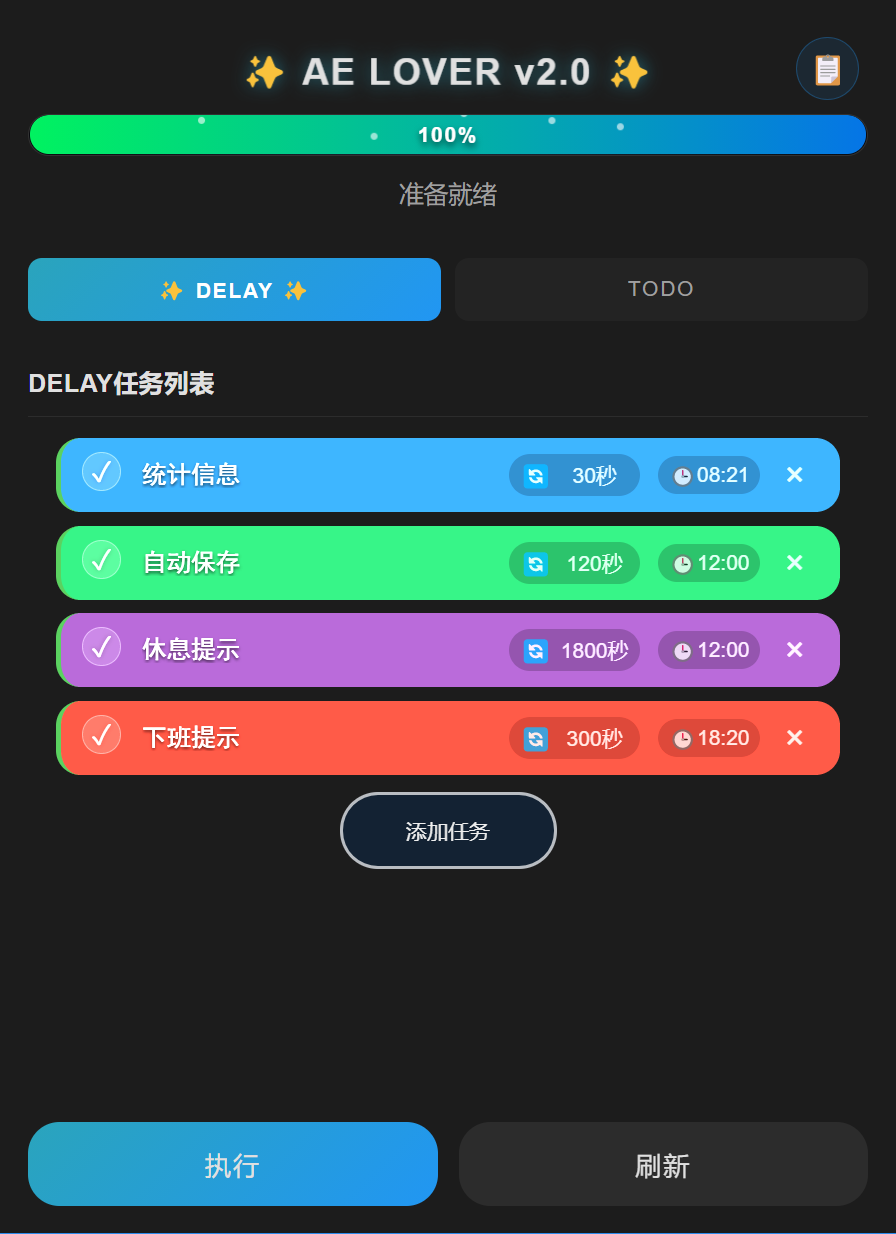 ✨ AE LOVER v2.0 ✨
100%
准备就绪
✨ DELAY ✨
TODO
DELAY任务列表
统计信息 30秒 08:21
自动保存 120秒 12:00
休息提示 1800秒 12:00
下班提示 300秒 18:20
添加任务
执行
刷新